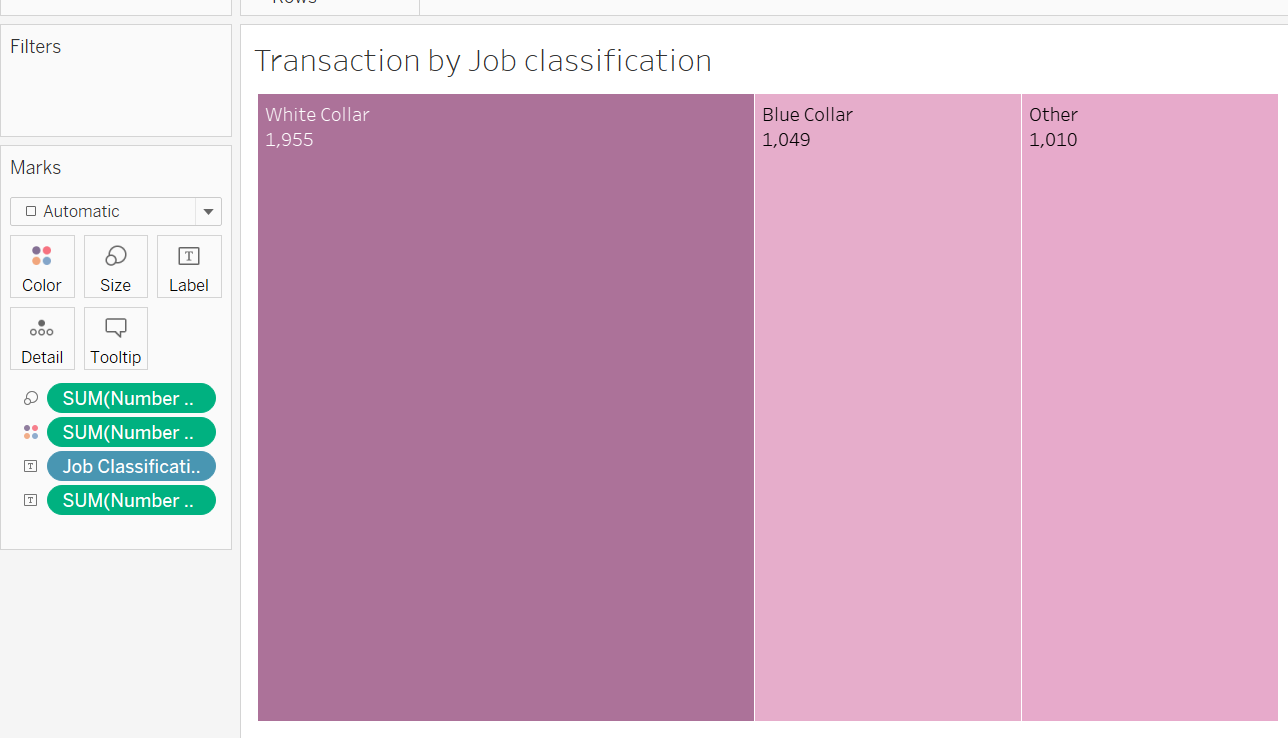 Rows
Filters
Transaction by Job classification
White Collar
1,955
Blue Collar
1,049
Other
1,010
Marks
Automatic
Color
Size
T
Label
Detail
Tooltip
SUM(Number ..
SUM(Number ..
T
Job Classificati..
T
SUM(Number ..